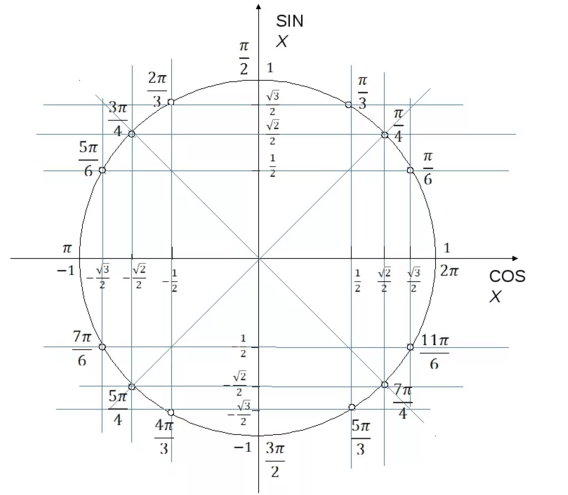 SIN
X
π/2
1
2π/3
π/3
√3/2
3π/4
π/4
√2/2
5π/6
π/6
1/2
π
1
−1
-√3/2
-√2/2
-1/2
1/2
√2/2
√3/2
2π
COS
X
7π/6
-1/2
11π/6
-√2/2
5π/4
7π/4
-√3/2
4π/3
5π/3
−1
3π/2